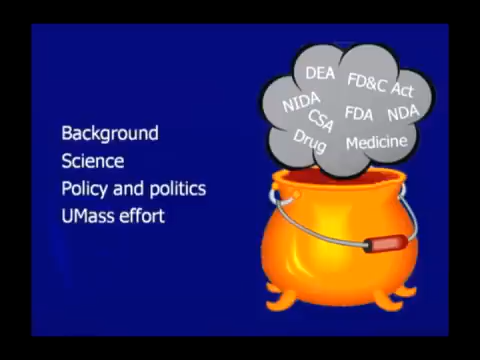 Background
Science
Policy and politics
UMass effort
DEA
FD&C Act
NIDA
CSA
FDA
NDA
Drug
Medicine